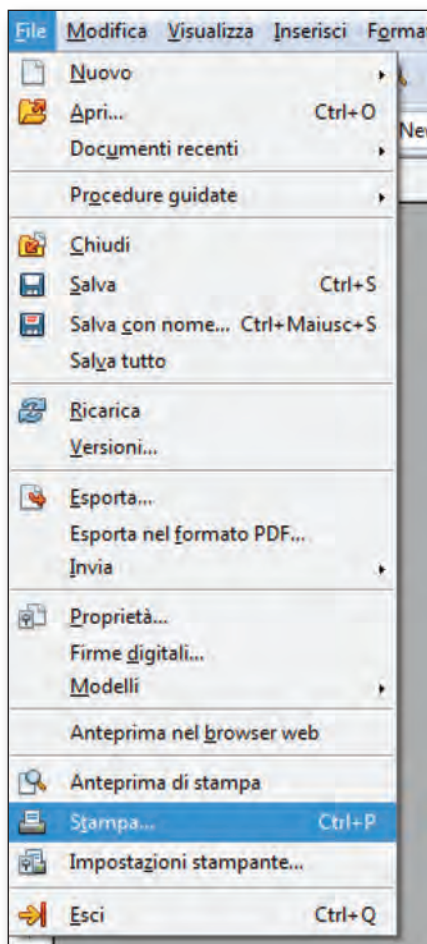 File Modifica Visualizza Inserisci Forma
Nuovo
Apri... Ctrl+O
Documenti recenti
Procedure guidate
Chiudi
Salva Ctrl+S
Salva con nome... Ctrl+Maiusc+S
Salva tutto
Ricarica
Versioni...
Esporta...
Esporta nel formato PDF...
Invia
Proprietà...
Firme digitali...
Modelli
Anteprima nel browser web
Anteprima di stampa
Stampa... Ctrl+P
Impostazioni stampante...
Esci Ctrl+Q